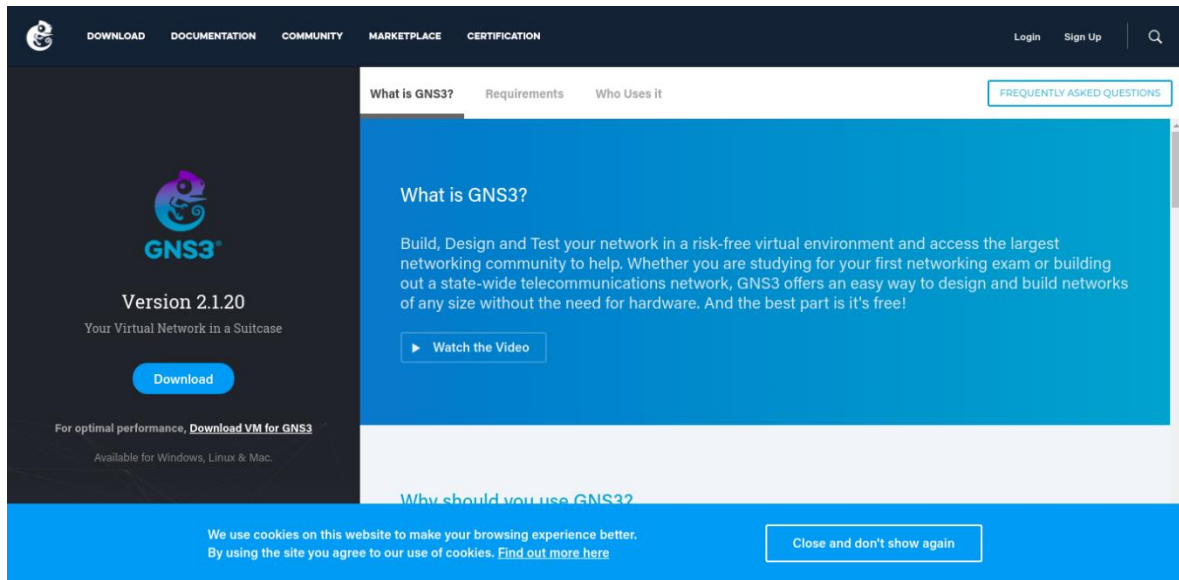 DOWNLOAD DOCUMENTATION COMMUNITY MARKETPLACE CERTIFICATION Login Sign Up
What is GNS3? Requirements Who Uses it FREQUENTLY ASKED QUESTIONS
GNS3®
Version 2.1.20
Your Virtual Network in a Suitcase
Download
For optimal performance, Download VM for GNS3
Available for Windows, Linux & Mac.
What is GNS3?
Build, Design and Test your network in a risk-free virtual environment and access the largest
networking community to help. Whether you are studying for your first networking exam or building
out a state-wide telecommunications network, GNS3 offers an easy way to design and build networks
of any size without the need for hardware. And the best part is it's free!
Watch the Video
Why should you use GNS3?
We use cookies on this website to make your browsing experience better.
By using the site you agree to our use of cookies. Find out more here
Close and don't show again